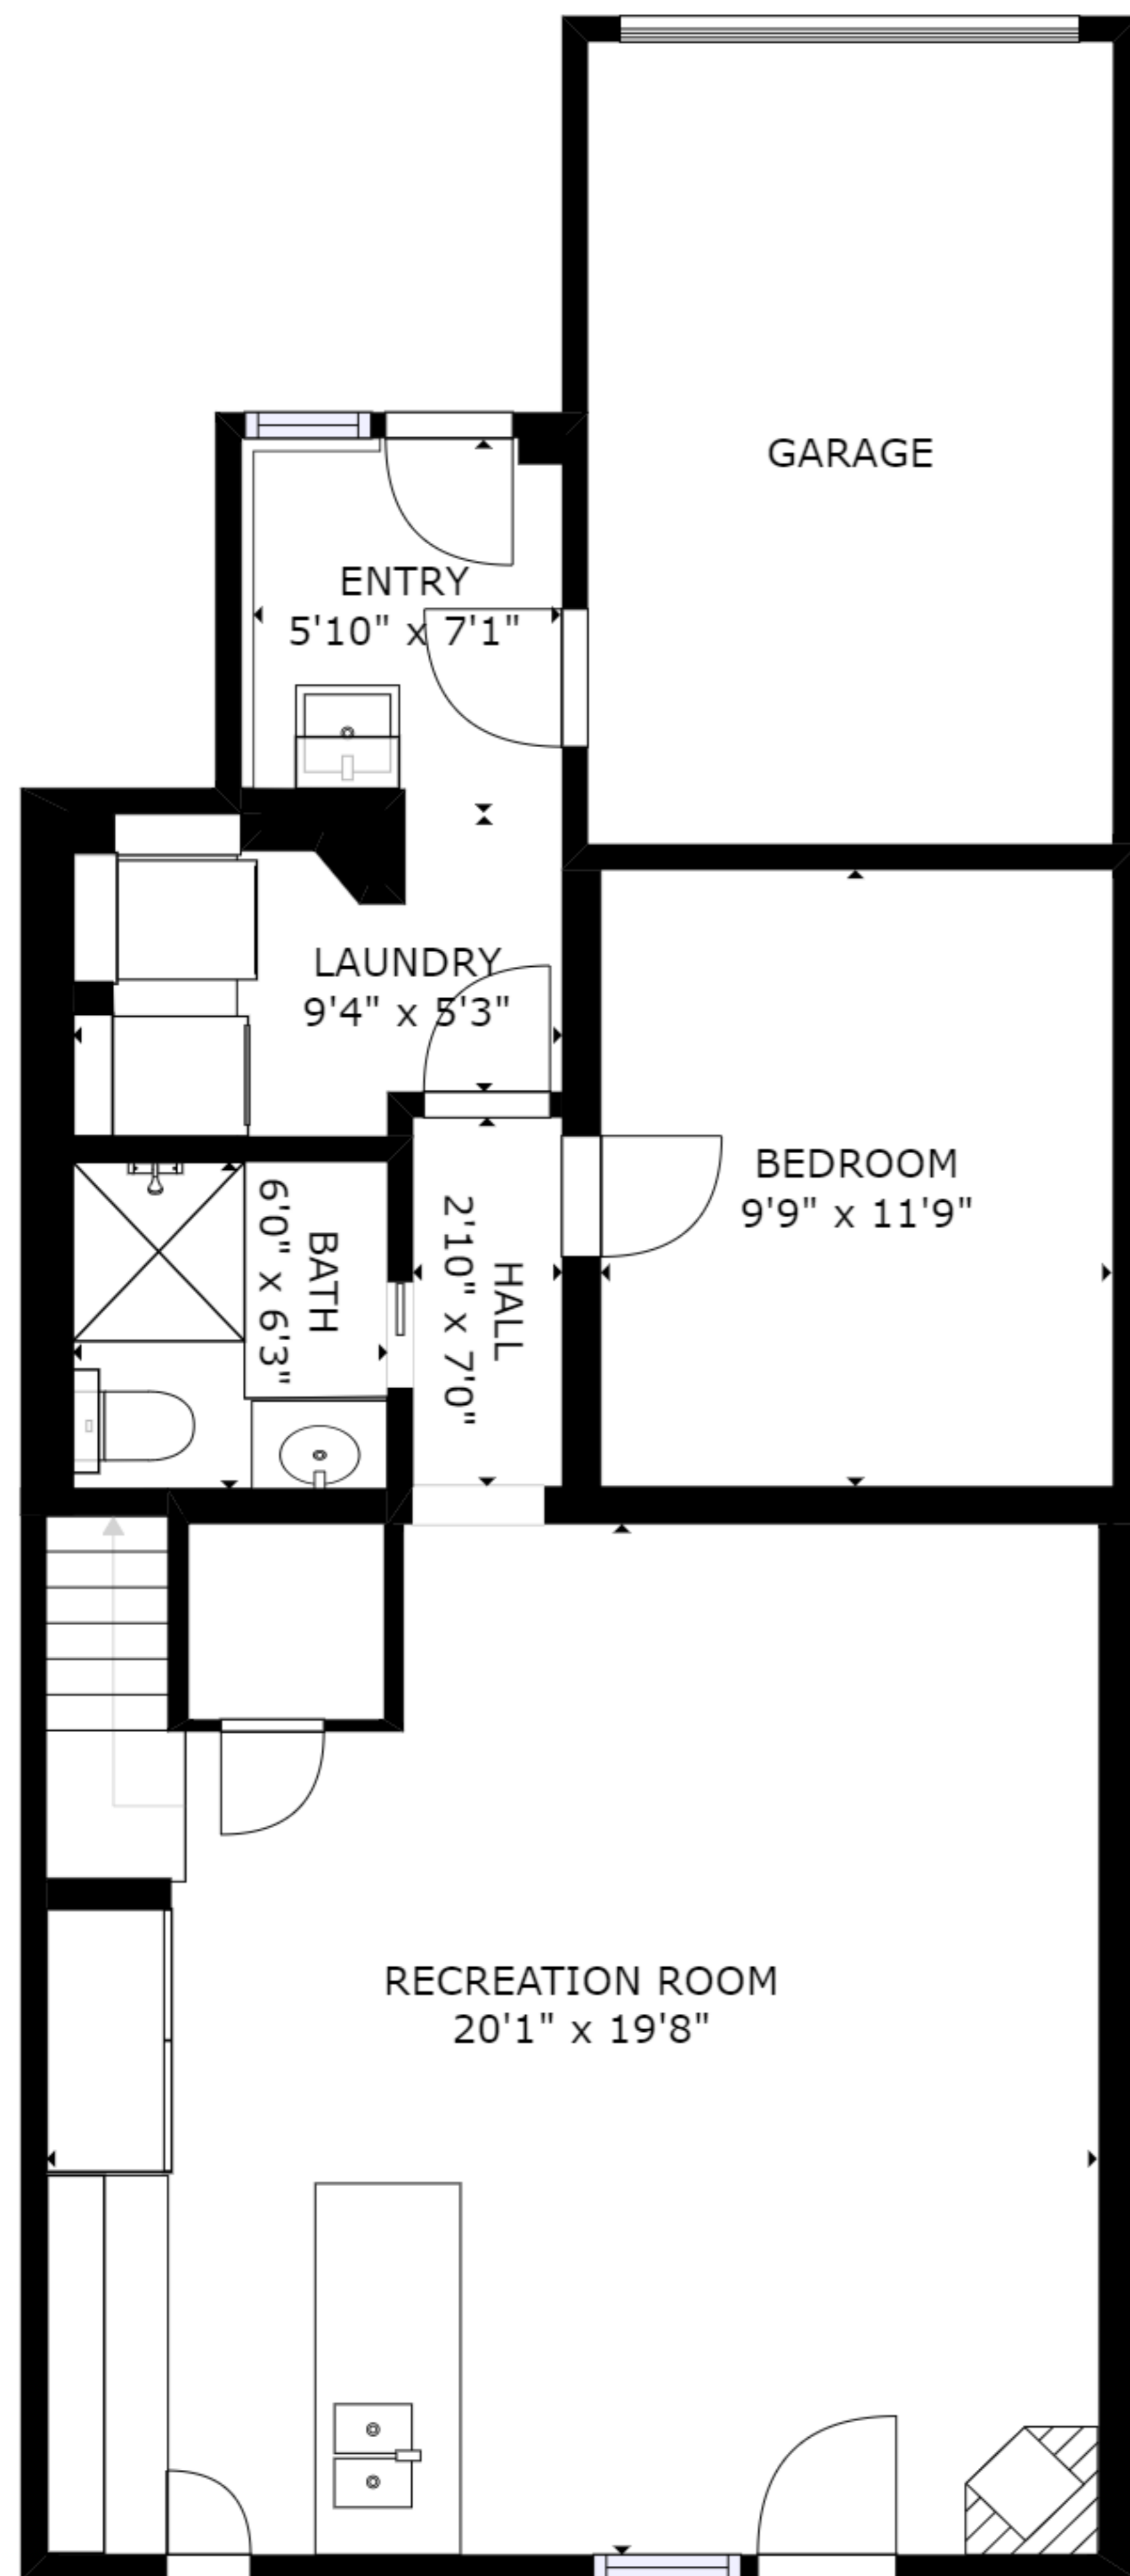 GARAGE
ENTRY
5'10" x 7'1"
LAUNDRY
9'4" x 5'3"
BEDROOM
9'9" x 11'9"
BATH
6'0" x 6'3"
HALL
2'10" x 7'0"
RECREATION ROOM
20'1" x 19'8"